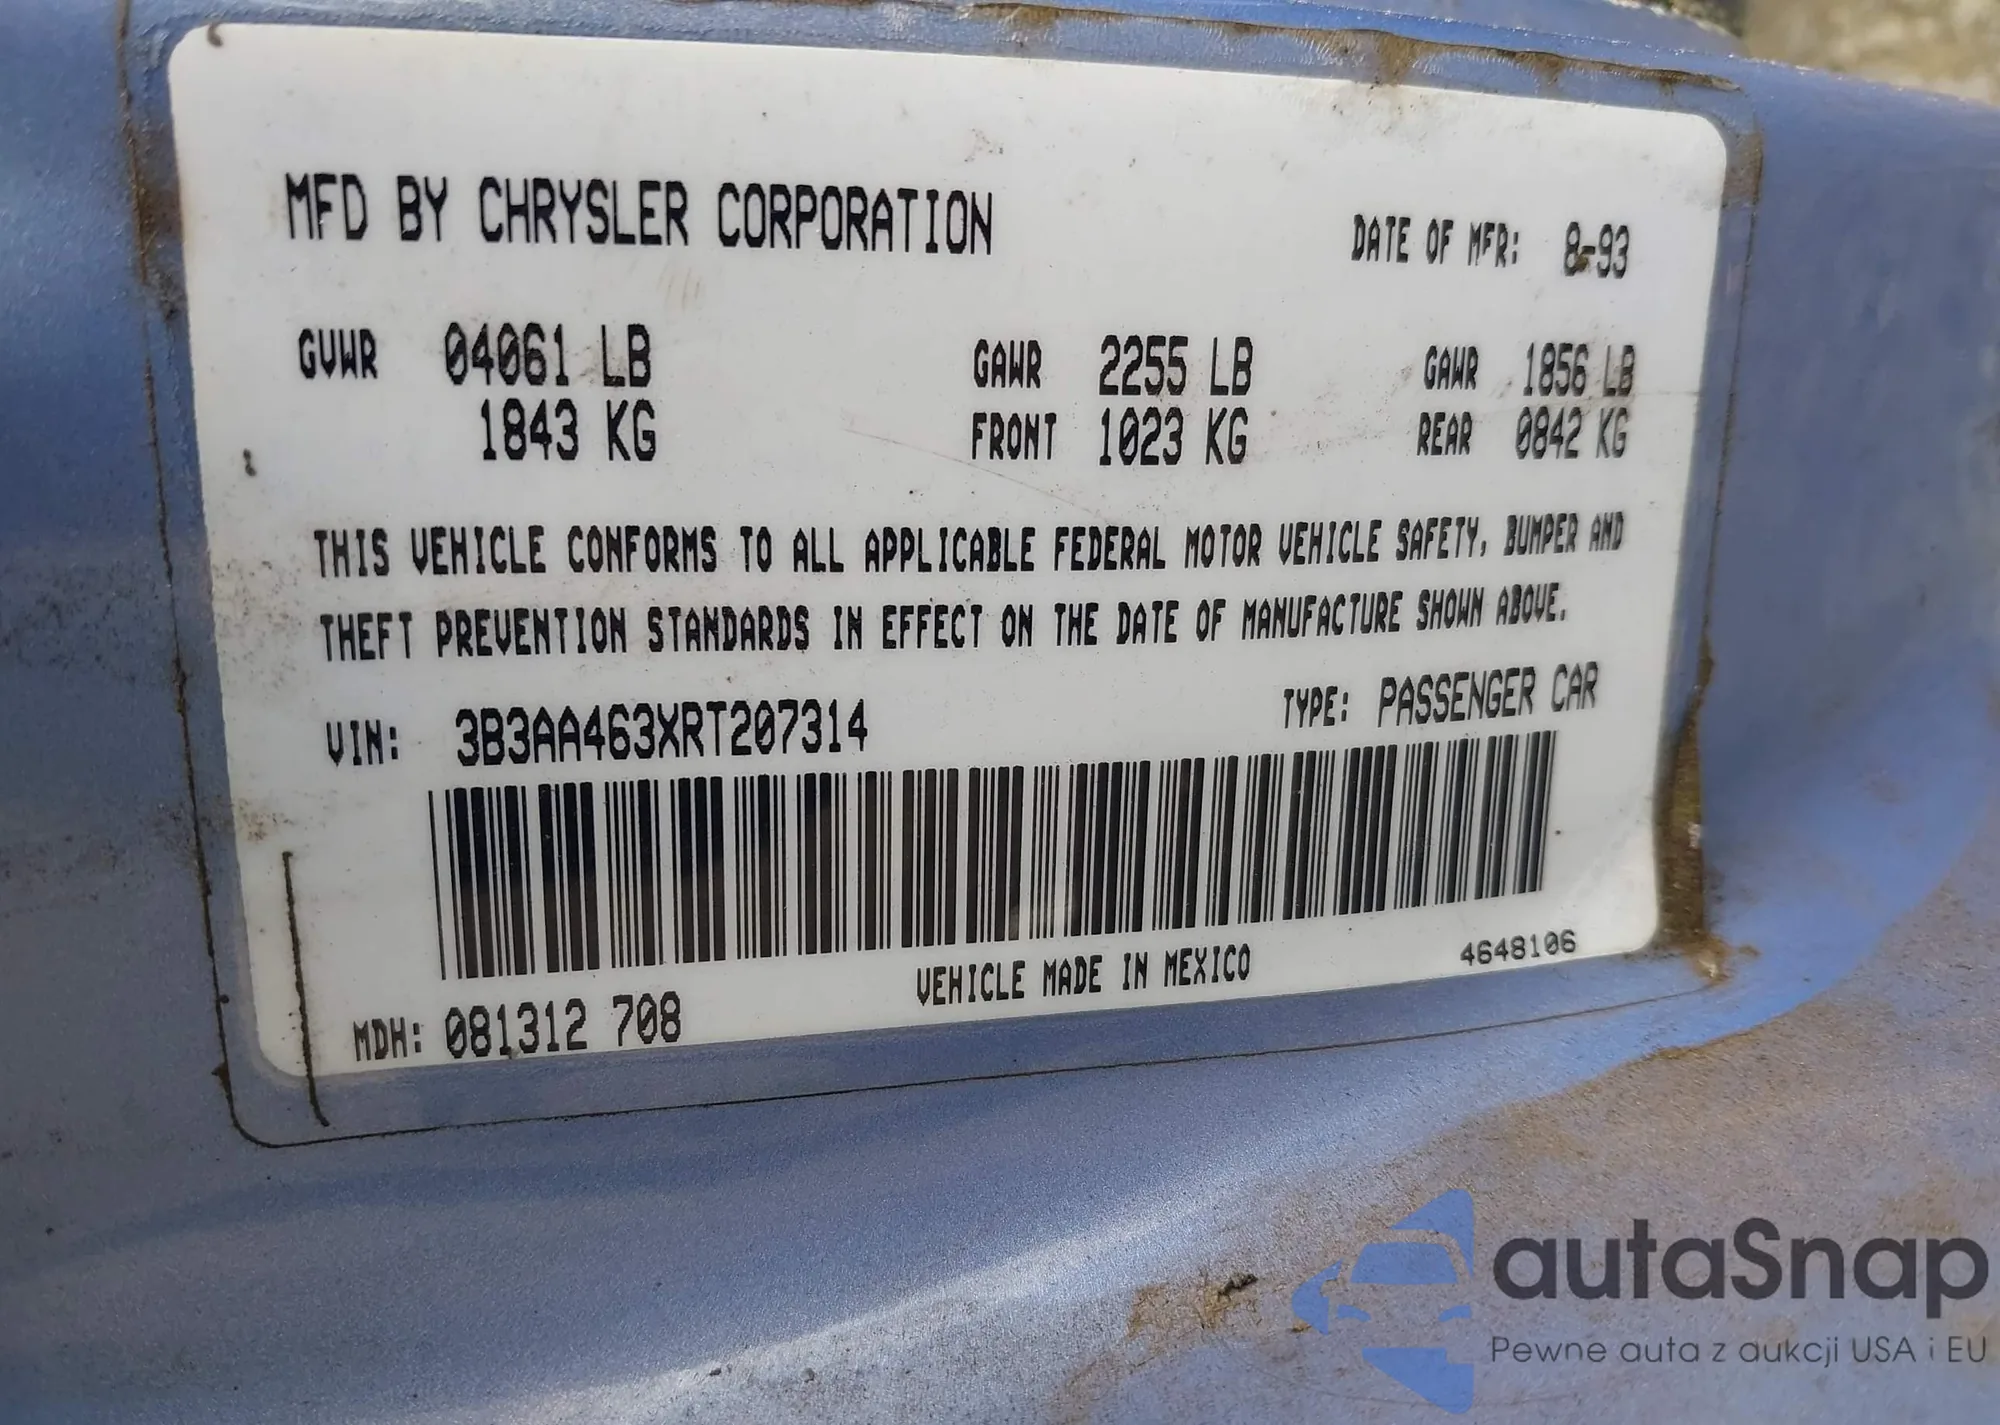 MFD BY CHRYSLER CORPORATION DATE OF MFR: 8-93
GVWR 04061 LB GAWR 2255 LB GAWR 1856 LB
1843 KG FRONT 1023 KG REAR 0842 KG
THIS VEHICLE CONFORMS TO ALL APPLICABLE FEDERAL MOTOR VEHICLE SAFETY, BUMPER AND
THEFT PREVENTION STANDARDS IN EFFECT ON THE DATE OF MANUFACTURE SHOWN ABOVE.
VIN: 3B3AA463XRT207314 TYPE: PASSENGER CAR
MDH: 081312 708 VEHICLE MADE IN MEXICO 4648106
autaSnap
Pewne auta z aukcji USA i EU